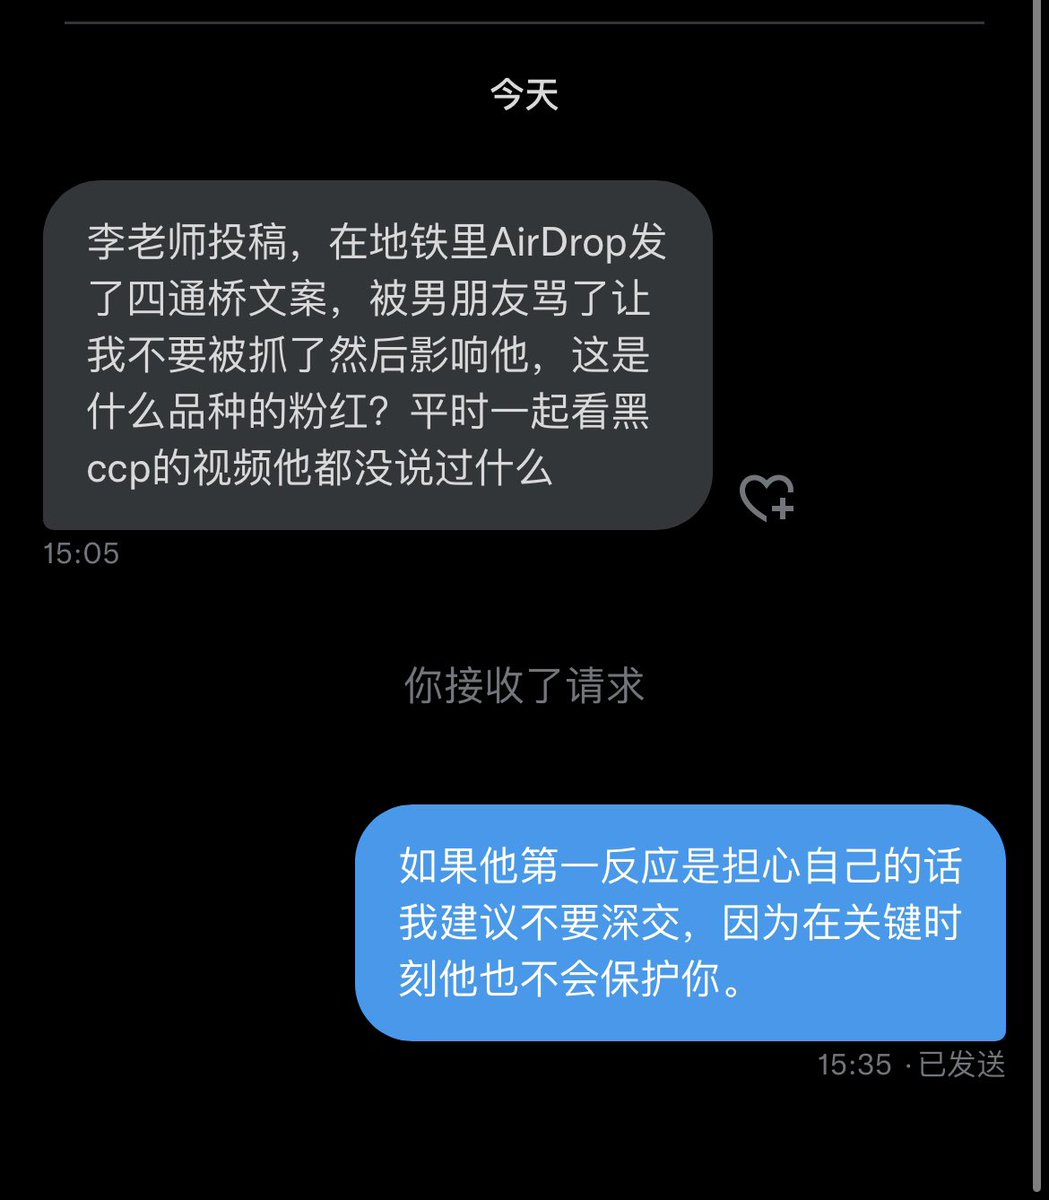 今天
李老师投稿，在地铁里AirDrop发
了四通桥文案，被男朋友骂了让
我不要被抓了然后影响他，这是
什么品种的粉红？平时一起看黑
ccp的视频他都没说过什么
15:05
你接收了请求
如果他第一反应是担心自己的话
我建议不要深交，因为在关键时
刻他也不会保护你。
15:35 · 已发送